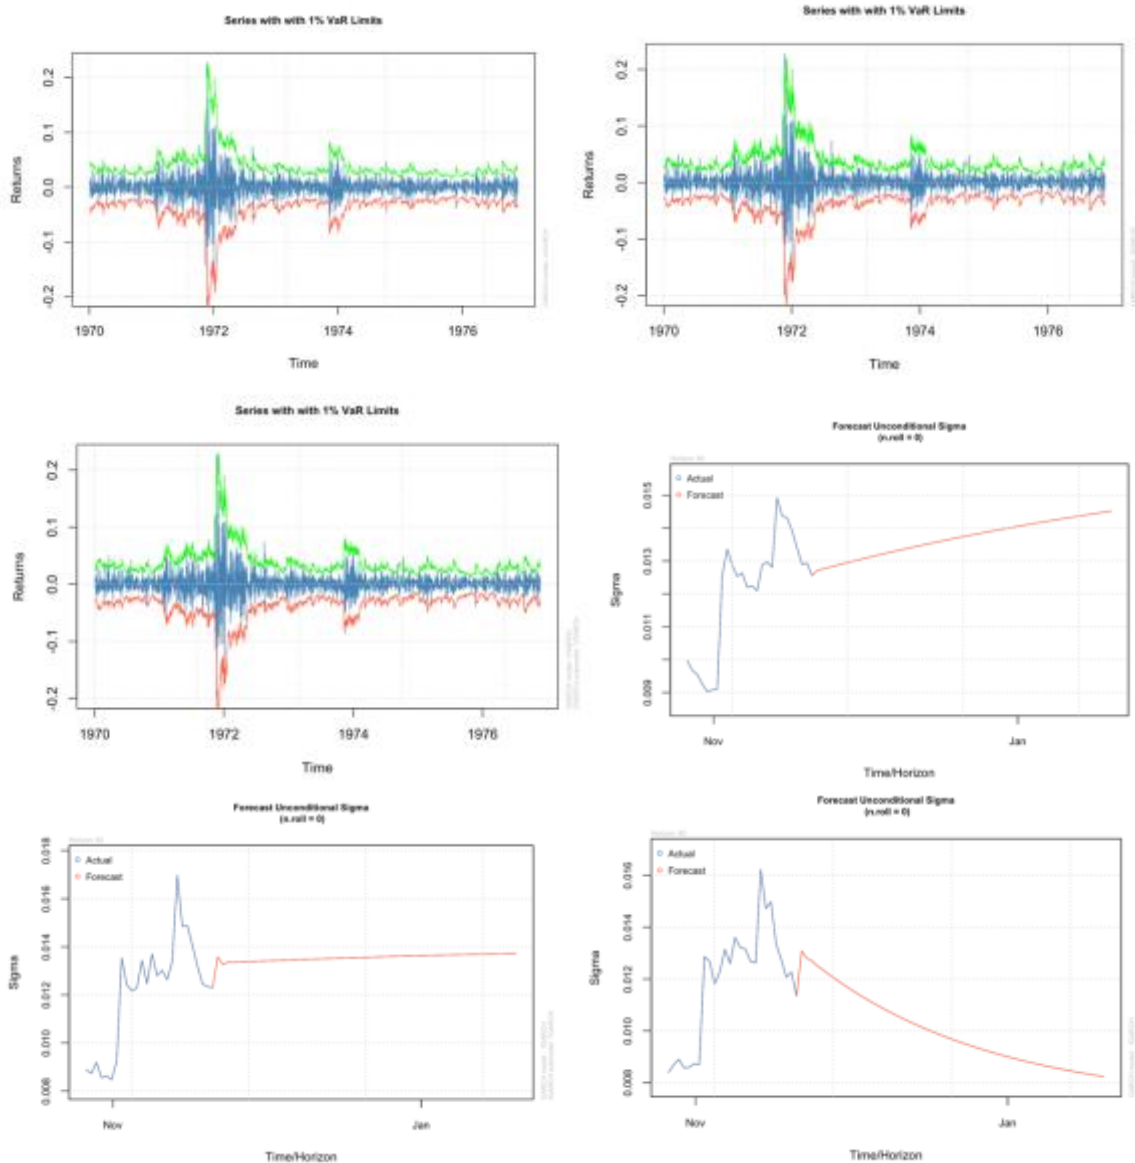 Series with with 1% VaR Limits
Returns
0.2
0.1
0.0
-0.1
-0.2
1970 1972 1974 1976
Time
Series with with 1% VaR Limits
Returns
0.2
0.1
0.0
-0.1
-0.2
1970 1972 1974 1976
Time
Series with with 1% VaR Limits
Returns
0.2
0.1
0.0
-0.1
-0.2
1970 1972 1974 1976
Time
Forecast Unconditional Sigma
(n.roll = 0)
Actual
Forecast
Sigma
0.015
0.013
0.011
0.009
Nov Jan
Time/Horizon
Forecast Unconditional Sigma
(n.roll = 0)
Actual
Forecast
Sigma
0.018
0.016
0.014
0.012
0.010
0.008
Nov Jan
Time/Horizon
Forecast Unconditional Sigma
(n.roll = 0)
Actual
Forecast
Sigma
0.016
0.014
0.012
0.010
0.008
Nov Jan
Time/Horizon